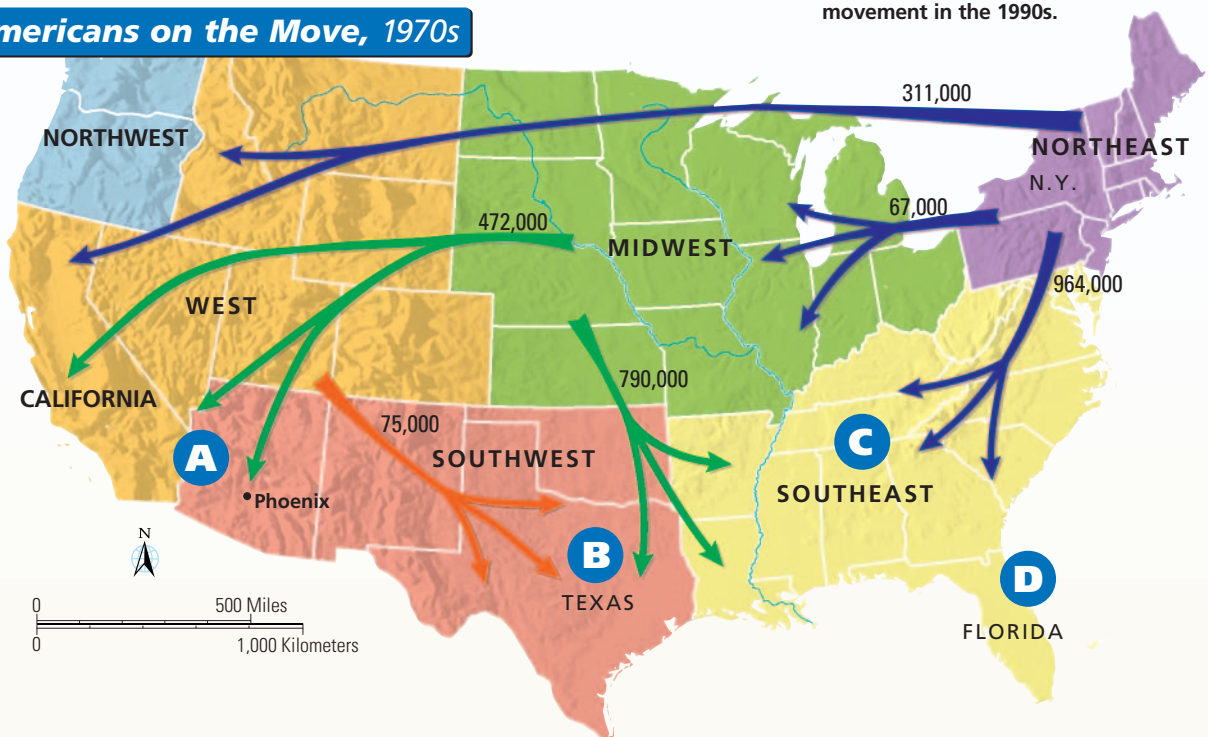 movement in the 1990s.
mericans on the Move, 1970s
311,000
NORTHWEST
NORTHEAST
N.Y.
67,000
472,000
MIDWEST
964,000
WEST
790,000
CALIFORNIA
75,000
A
SOUTHWEST
C
SOUTHEAST
Phoenix
N
B
D
TEXAS
FLORIDA
0 500 Miles
0 1,000 Kilometers